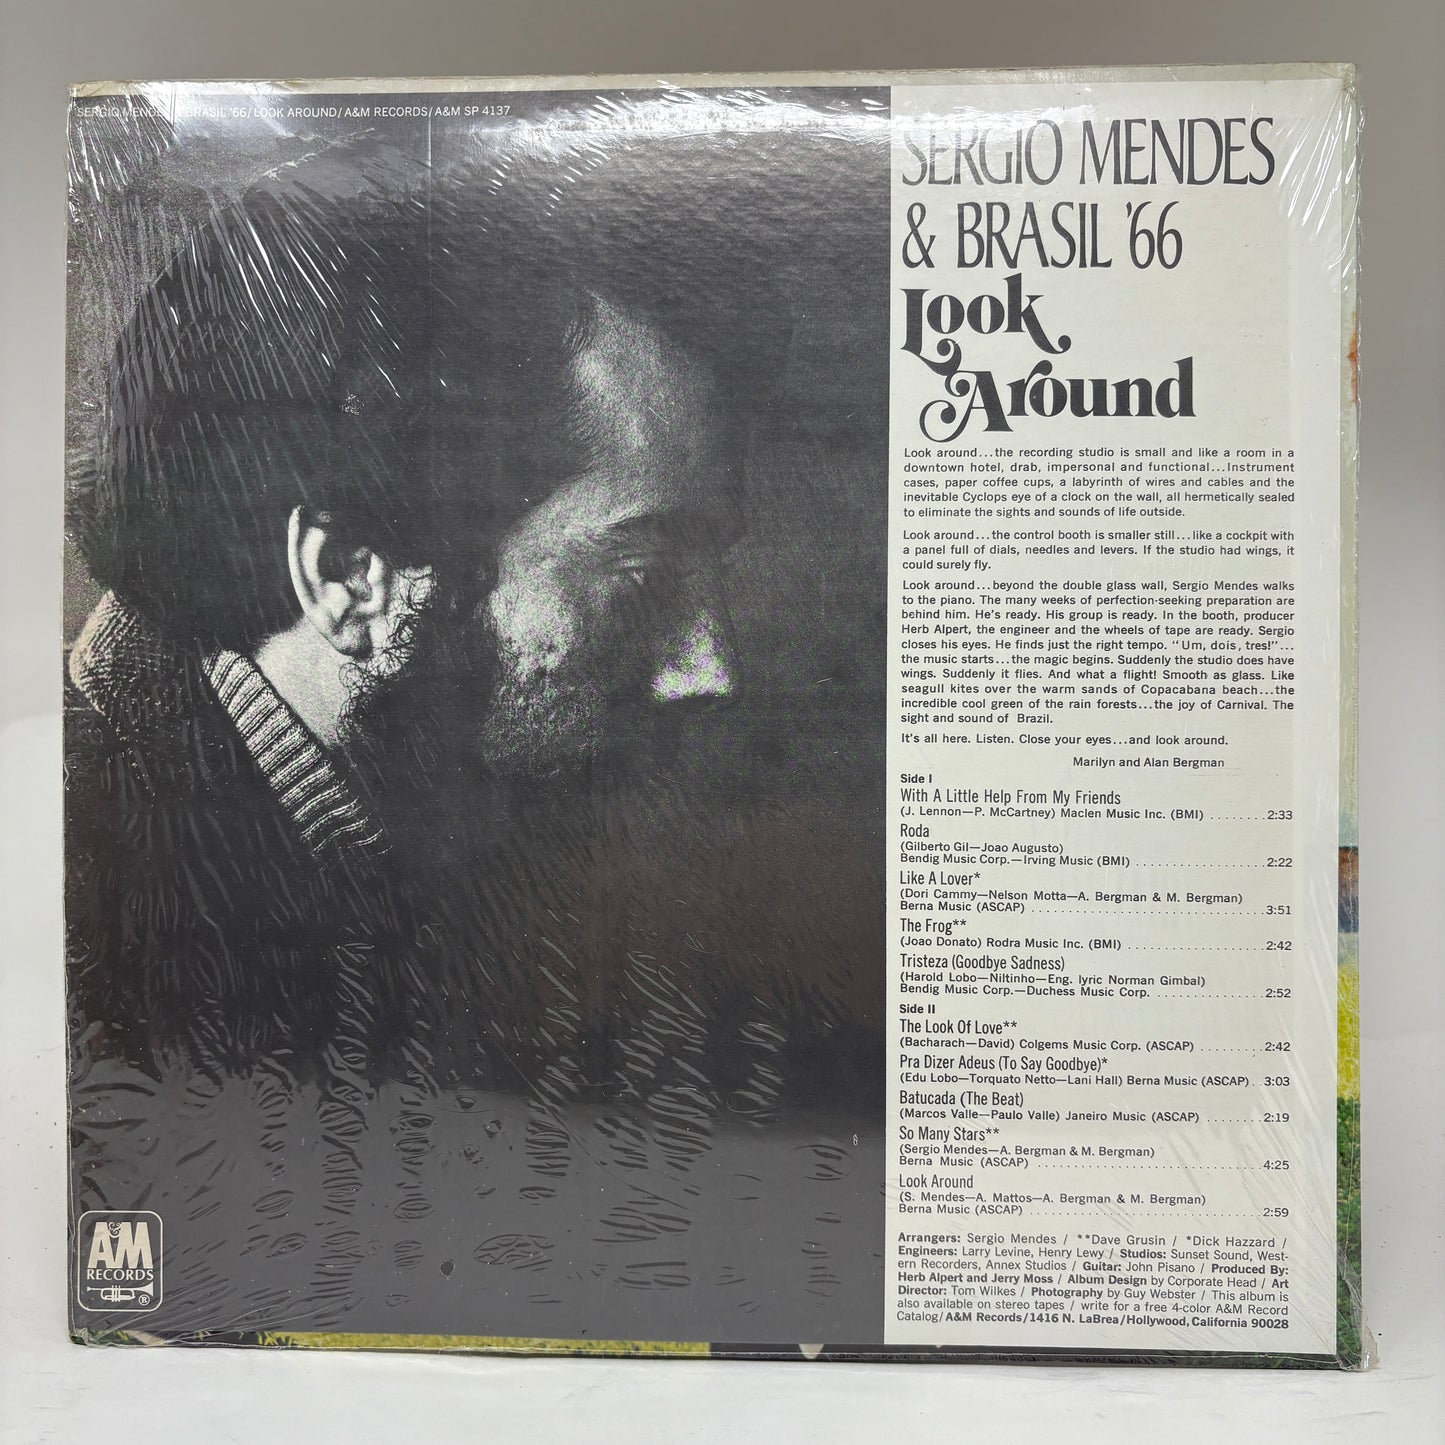 SERGIO MENDES & BRASIL '66/LOOK AROUND/A&M RECORDS/A&M SP 4137
SERGIO MENDES
& BRASIL '66
Look
Around
Look around...the recording studio is small and like a room in a
downtown hotel, drab, impersonal and functional...Instrument
cases, paper coffee cups, a labyrinth of wires and cables and the
inevitable Cyclops eye of a clock on the wall, all hermetically sealed
to eliminate the sights and sounds of life outside.
Look around...the control booth is smaller still...like a cockpit with
a panel full of dials, needles and levers. If the studio had wings, it
could surely fly.
Look around...beyond the double glass wall, Sergio Mendes walks
to the piano. The many weeks of perfection-seeking preparation are
behind him. He's ready. His group is ready. In the booth, producer
Herb Alpert, the engineer and the wheels of tape are ready. Sergio
closes his eyes. He finds just the right tempo. "Um, dois, tres!"...
the music starts...the magic begins. Suddenly the studio does have
wings. Suddenly it flies. And what a flight! Smooth as glass. Like
seagull kites over the warm sands of Copacabana beach...the
incredible cool green of the rain forests...the joy of Carnival. The
sight and sound of Brazil.
It's all here. Listen. Close your eyes...and look around.
Marilyn and Alan Bergman
Side I
With A Little Help From My Friends
(J. Lennon—P. McCartney) Maclen Music Inc. (BMI) ........2:33
Roda
(Gilberto Gil—Joao Augusto)
Bendig Music Corp.—Irving Music (BMI) ..................2:22
Like A Lover*
(Dori Cammy—Nelson Motta—A. Bergman & M. Bergman)
Berna Music (ASCAP) ................................3:51
The Frog**
(Joao Donato) Rodra Music Inc. (BMI) ...................2:42
Tristeza (Goodbye Sadness)
(Harold Lobo—Niltinho—Eng. lyric Norman Gimbal)
Bendig Music Corp.—Duchess Music Corp. ...............2:52
Side II
The Look Of Love**
(Bacharach—David) Colgems Music Corp. (ASCAP) .........2:42
Pra Dizer Adeus (To Say Goodbye)*
(Edu Lobo—Torquato Netto—Lani Hall) Berna Music (ASCAP)..3:03
Batucada (The Beat)
(Marcos Valle—Paulo Valle) Janeiro Music (ASCAP) ........2:19
So Many Stars**
(Sergio Mendes—A. Bergman & M. Bergman)
Berna Music (ASCAP) ................................4:25
Look Around
(S. Mendes—A. Mattos—A. Bergman & M. Bergman)
Berna Music (ASCAP) ................................2:59
Arrangers: Sergio Mendes / **Dave Grusin / *Dick Hazzard /
Engineers: Larry Levine, Henry Lewy / Studios: Sunset Sound, West-
ern Recorders, Annex Studios / Guitar: John Pisano / Produced By:
Herb Alpert and Jerry Moss / Album Design by Corporate Head / Art
Director: Tom Wilkes / Photography by Guy Webster / This album is
also available on stereo tapes / write for a free 4-color A&M Record
Catalog/A&M Records/1416 N. LaBrea/Hollywood, California 90028
A&M
RECORDS
®